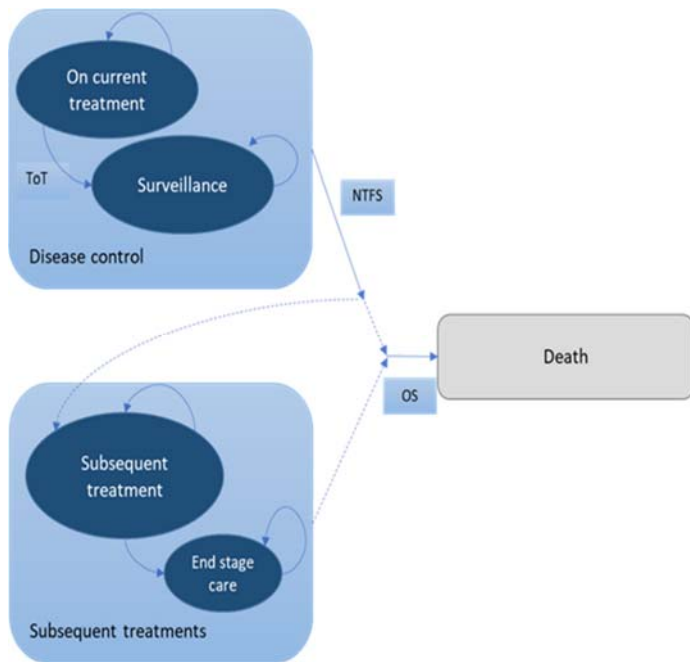 On current
treatment
ToT
Surveillance
Disease control
NTFS
Death
OS
Subsequent
treatment
End stage
care
Subsequent treatments